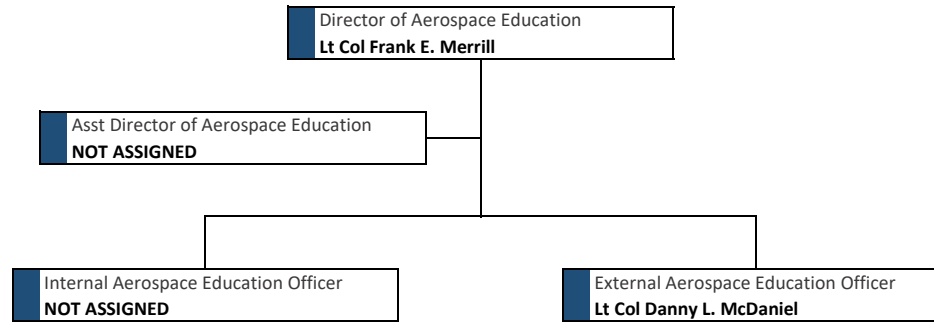 Director of Aerospace Education
Lt Col Frank E. Merrill
Asst Director of Aerospace Education
NOT ASSIGNED
Internal Aerospace Education Officer
NOT ASSIGNED
External Aerospace Education Officer
Lt Col Danny L. McDaniel